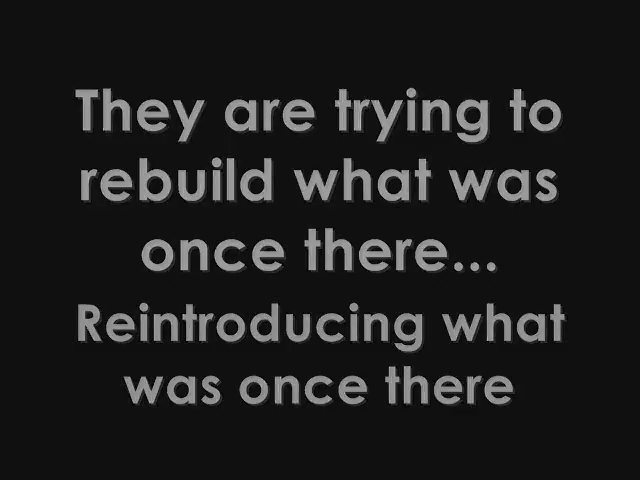 They are trying to
rebuild what was
once there...
Reintroducing what
was once there